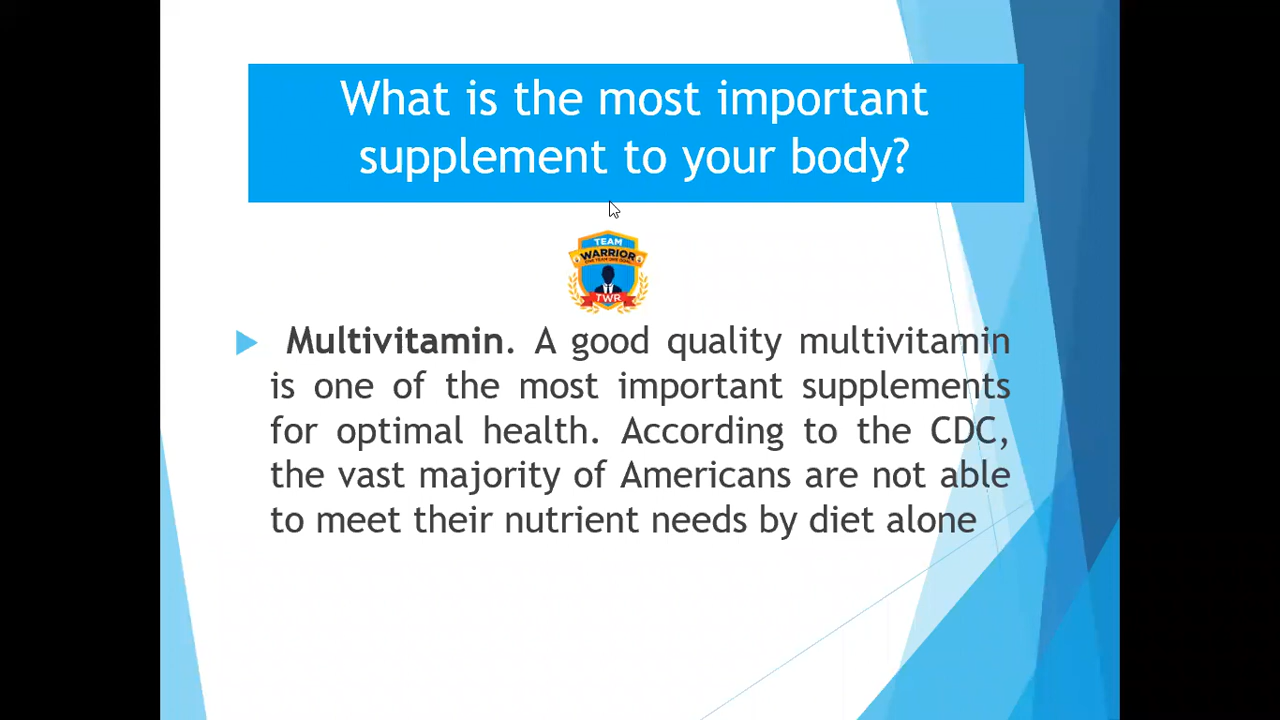 What is the most important
supplement to your body?
TEAM
WARRIOR
TWR
Multivitamin. A good quality multivitamin
is one of the most important supplements
for optimal health. According to the CDC,
the vast majority of Americans are not able
to meet their nutrient needs by diet alone